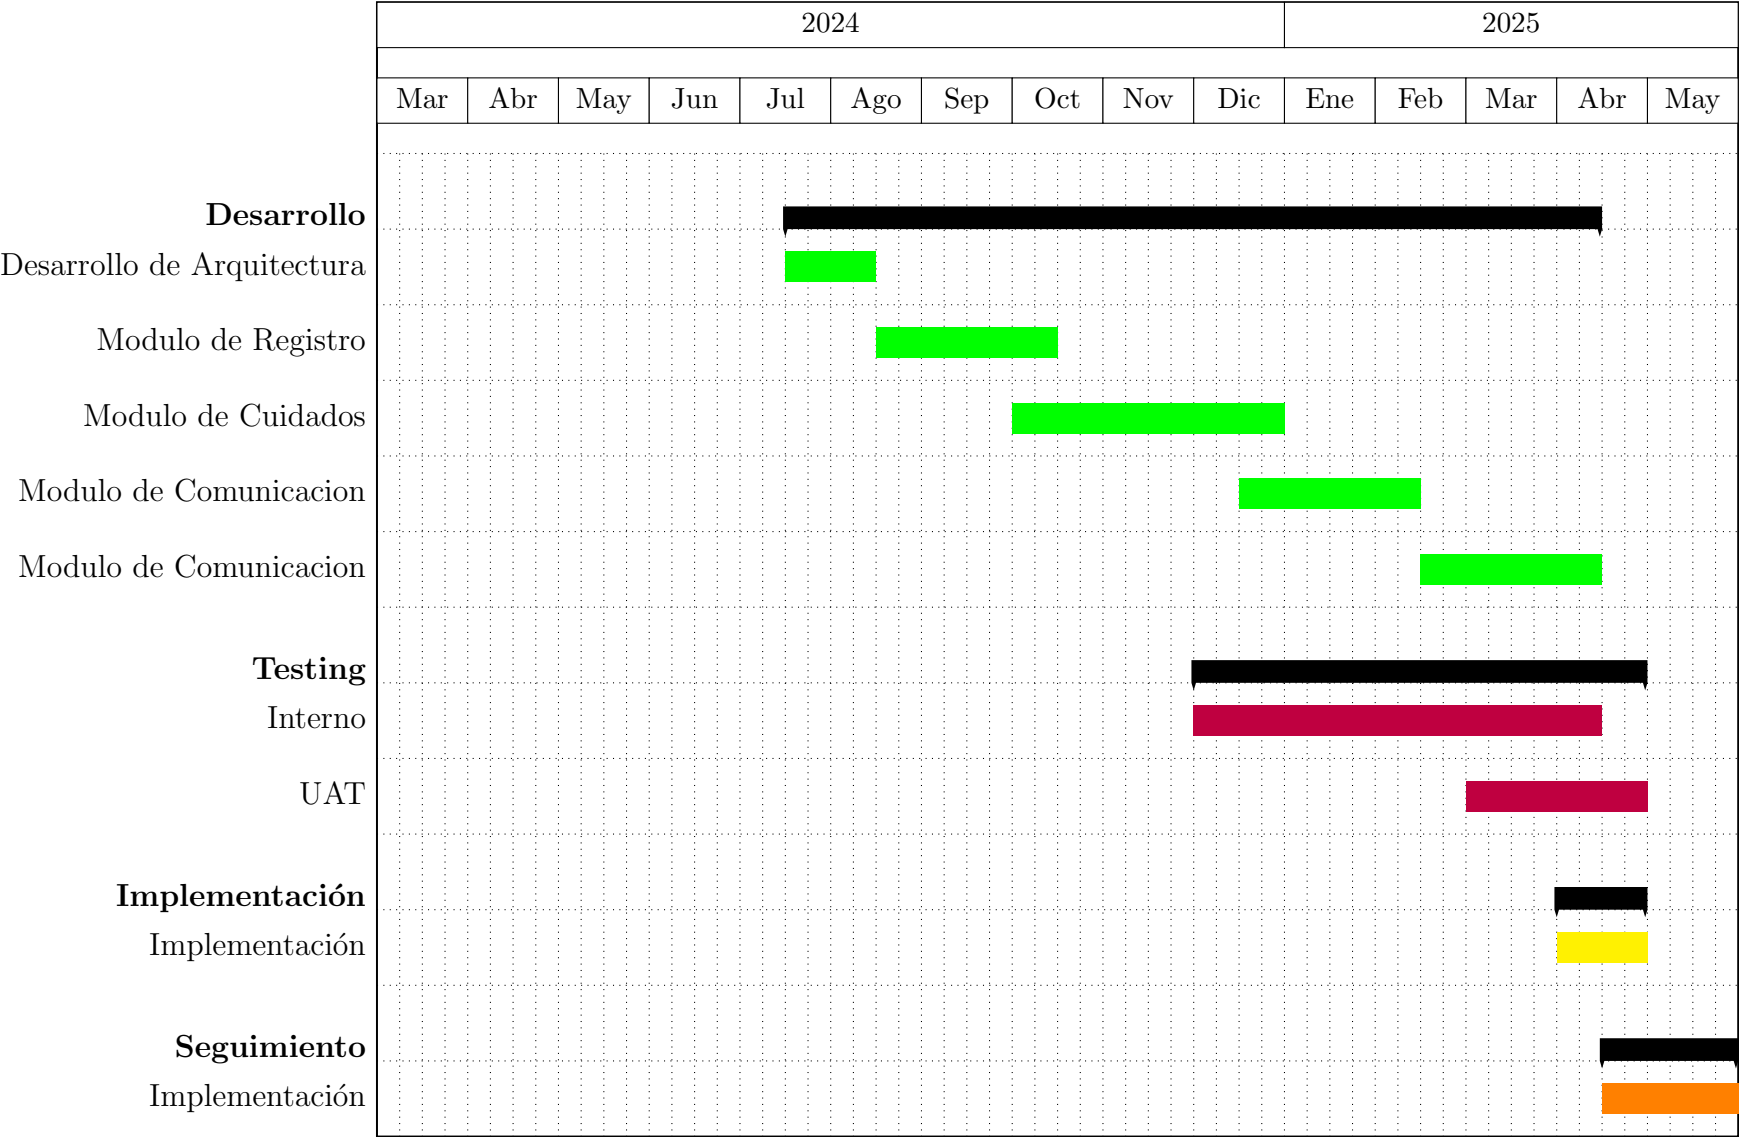 2024 2025
Mar Abr May Jun Jul Ago Sep Oct Nov Dic Ene Feb Mar Abr May
Desarrollo
Desarrollo de Arquitectura
Modulo de Registro
Modulo de Cuidados
Modulo de Comunicacion
Modulo de Comunicacion
Testing
Interno
UAT
Implementación
Implementación
Seguimiento
Implementación